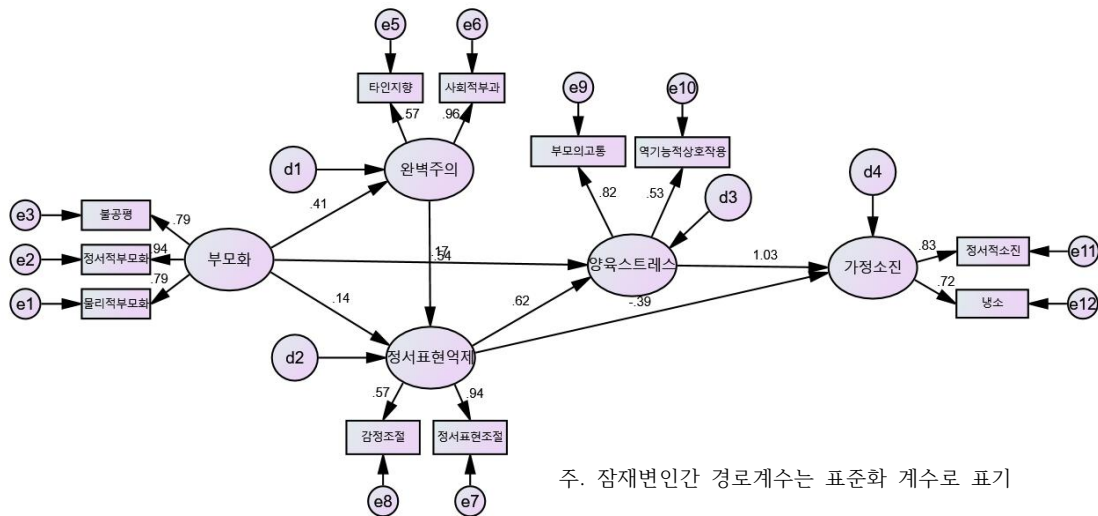 e5
e6
타인지향
사회적부과
.57
.96
e9
e10
d1
완벽주의
부모의고통
역기능적상호작용
d4
.82
.53
d3
e3
불공평
.79
.41
e2
정서적부모화
.94
부모화
.17
.54
양육스트레스
1.03
가정소진
.83
정서적소진
e11
e1
물리적부모화
.79
.14
.62
-.39
.72
냉소
e12
d2
정서표현억제
.57
.94
감정조절
정서표현조절
e8
e7
주. 잠재변인간 경로계수는 표준화 계수로 표기